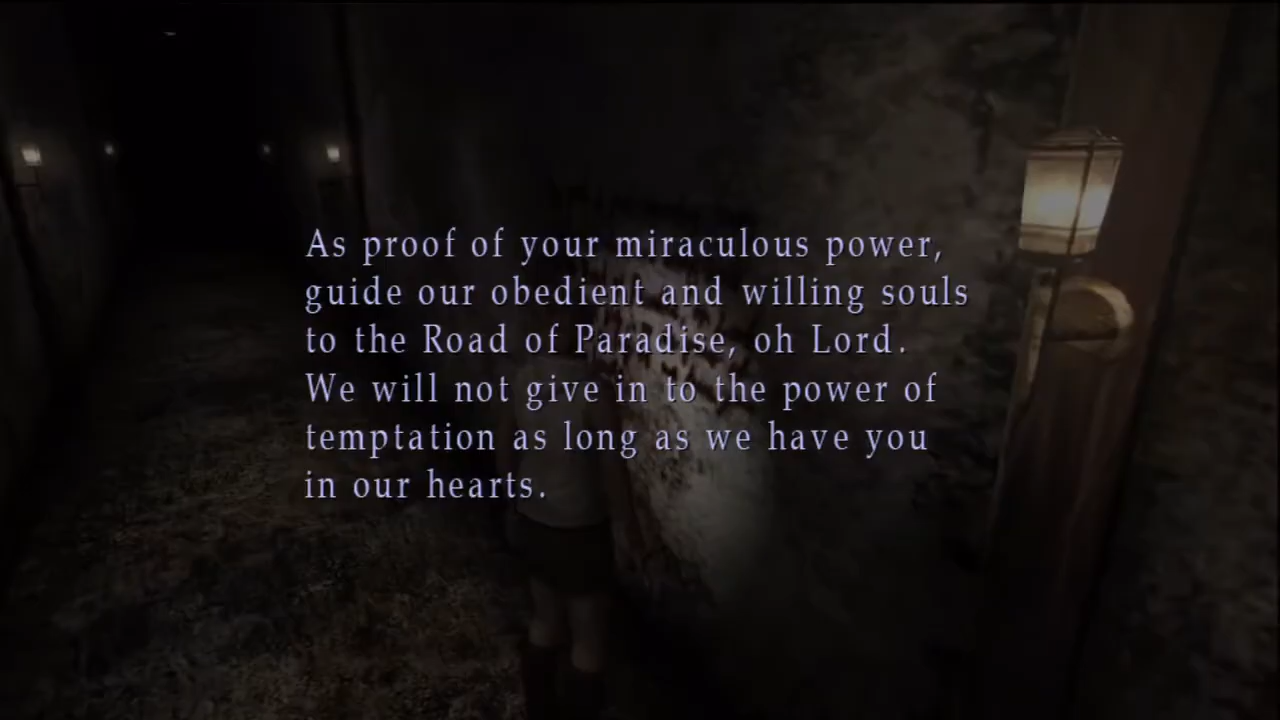 As proof of your miraculous power,
guide our obedient and willing souls
to the Road of Paradise, oh Lord.
We will not give in to the power of
temptation as long as we have you
in our hearts.